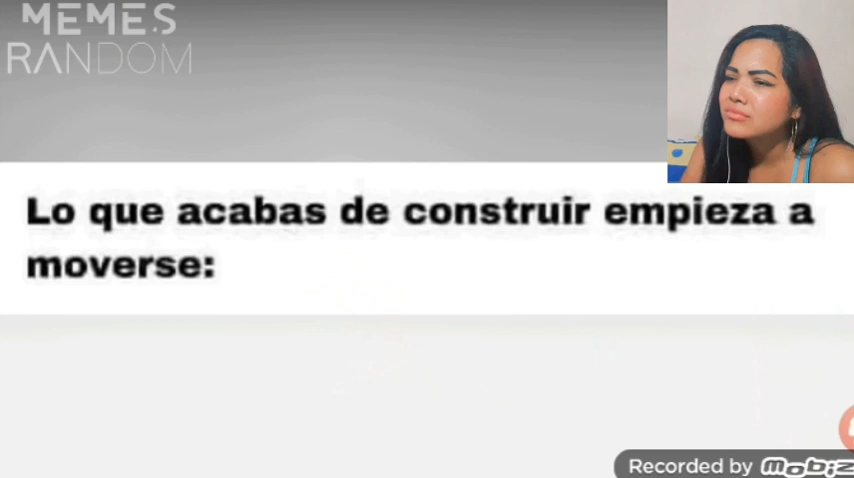 MEMES
RANDOM
Lo que acabas de construir empieza a
moverse:
Recorded by